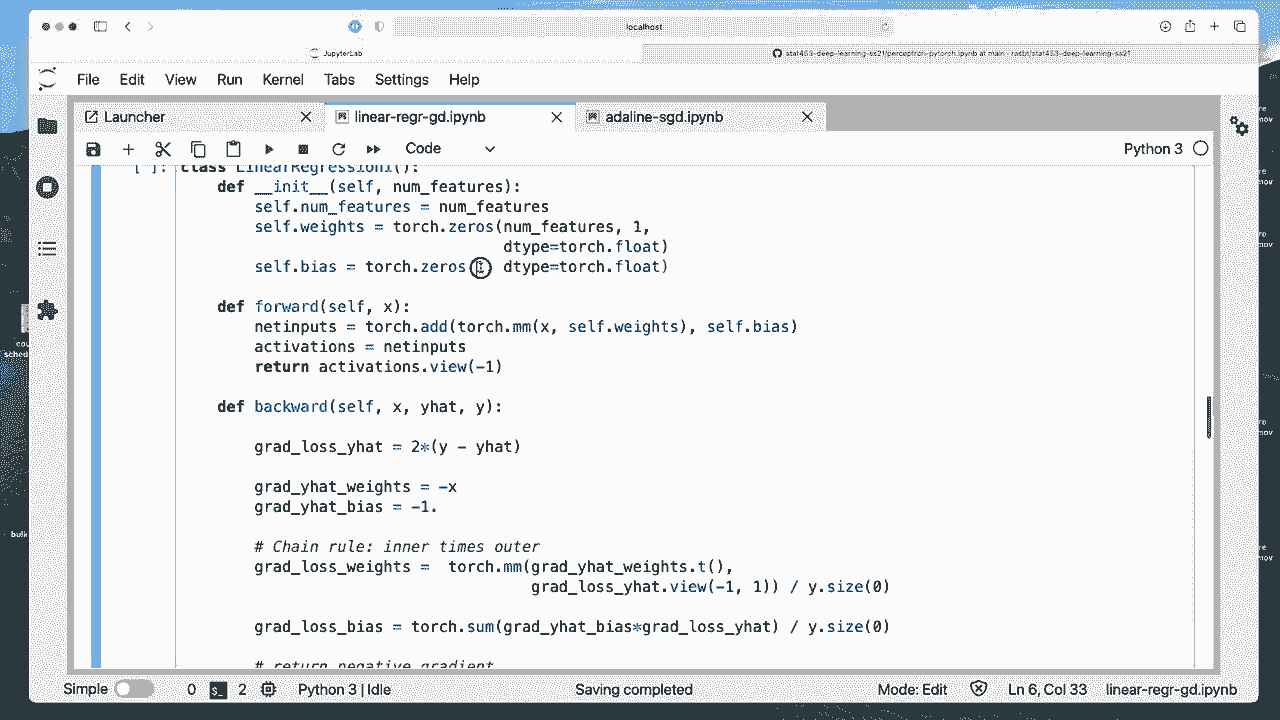 localhost
JupyterLab
stat453-deep-learning-ss21/perceptron-pytorch.ipynb at main · rasbt/stat453-deep-learning-ss21
File Edit View Run Kernel Tabs Settings Help
Launcher
linear-regr-gd.ipynb
adaline-sgd.ipynb
Code
Python 3
[ ]: class LinearRegression1():
def __init__(self, num_features):
self.num_features = num_features
self.weights = torch.zeros(num_features, 1,
dtype=torch.float)
self.bias = torch.zeros dtype=torch.float)
def forward(self, x):
netinputs = torch.add(torch.mm(x, self.weights), self.bias)
activations = netinputs
return activations.view(-1)
def backward(self, x, yhat, y):
grad_loss_yhat = 2*(y - yhat)
grad_yhat_weights = -x
grad_yhat_bias = -1.
# Chain rule: inner times outer
grad_loss_weights =  torch.mm(grad_yhat_weights.t(),
grad_loss_yhat.view(-1, 1)) / y.size(0)
grad_loss_bias = torch.sum(grad_yhat_bias*grad_loss_yhat) / y.size(0)
# return negative gradient
Simple 0 2 Python 3 | Idle Saving completed Mode: Edit Ln 6, Col 33 linear-regr-gd.ipynb
sched
bulk